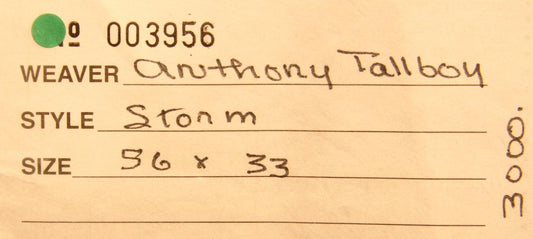 № 003956
WEAVER Anthony Tallboy
STYLE Storm
SIZE 56 x 33
3000.